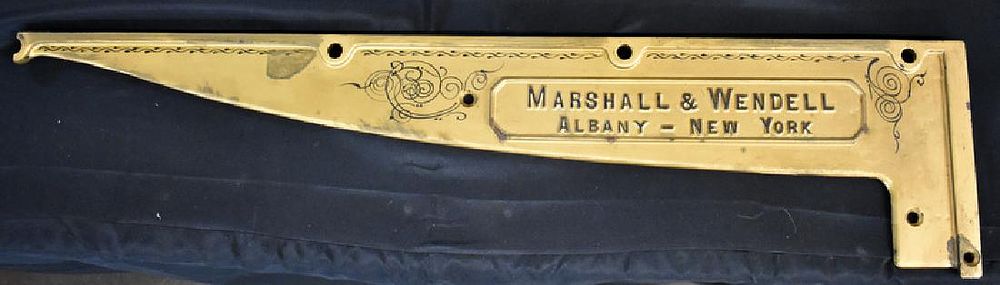 MARSHALL & WENDELL
ALBANY - NEW YORK